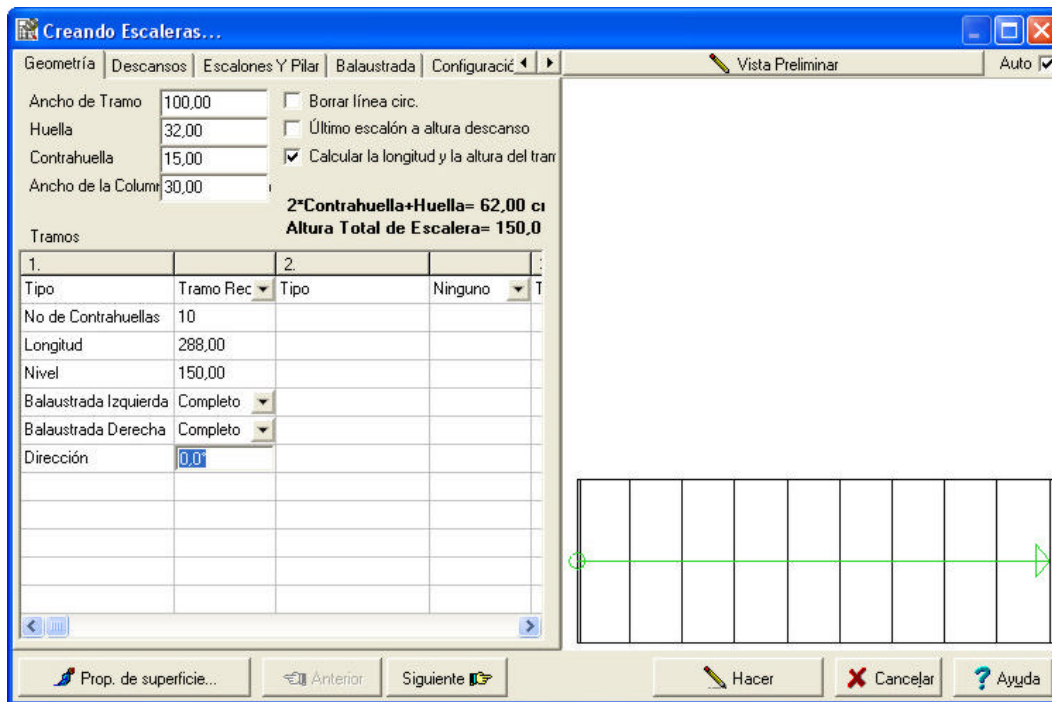 Creando Escaleras...
Geometría Descansos Escalones Y Pilar Balaustrada Configuració Vista Preliminar Auto
Ancho de Tramo 100,00 Borrar línea circ.
Huella 32,00 Último escalón a altura descanso
Contrahuella 15,00 Calcular la longitud y la altura del tram
Ancho de la Column 30,00
2*Contrahuella+Huella= 62,00 cm
Altura Total de Escalera= 150,0
Tramos
1. 2.
Tipo Tramo Rec Tipo Ninguno T
No de Contrahuellas 10
Longitud 288,00
Nivel 150,00
Balaustrada Izquierda Completo
Balaustrada Derecha Completo
Dirección 0,0°
Prop. de superficie... Anterior Siguiente Hacer Cancelar Ayuda